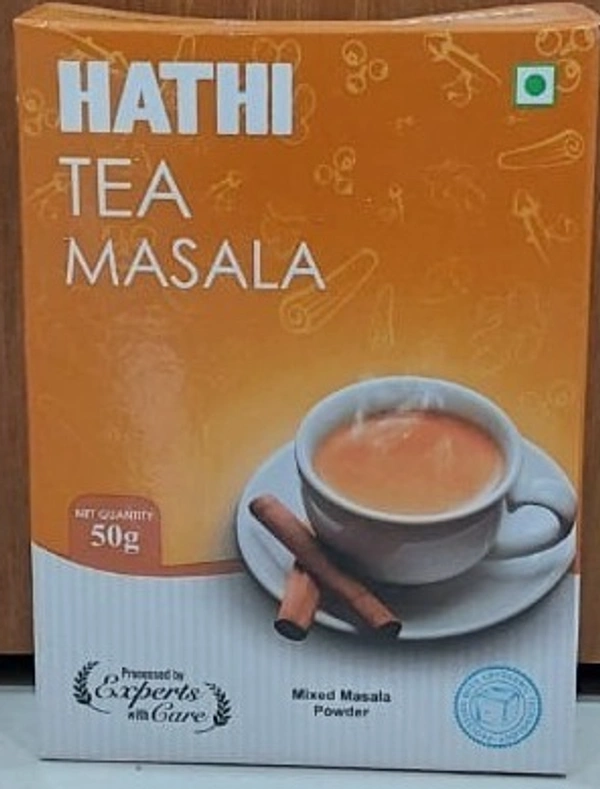 HATHI
TEA
MASALA
NET QUANTITY
50g
Processed by
Experts
with Care
Mixed Masala
Powder